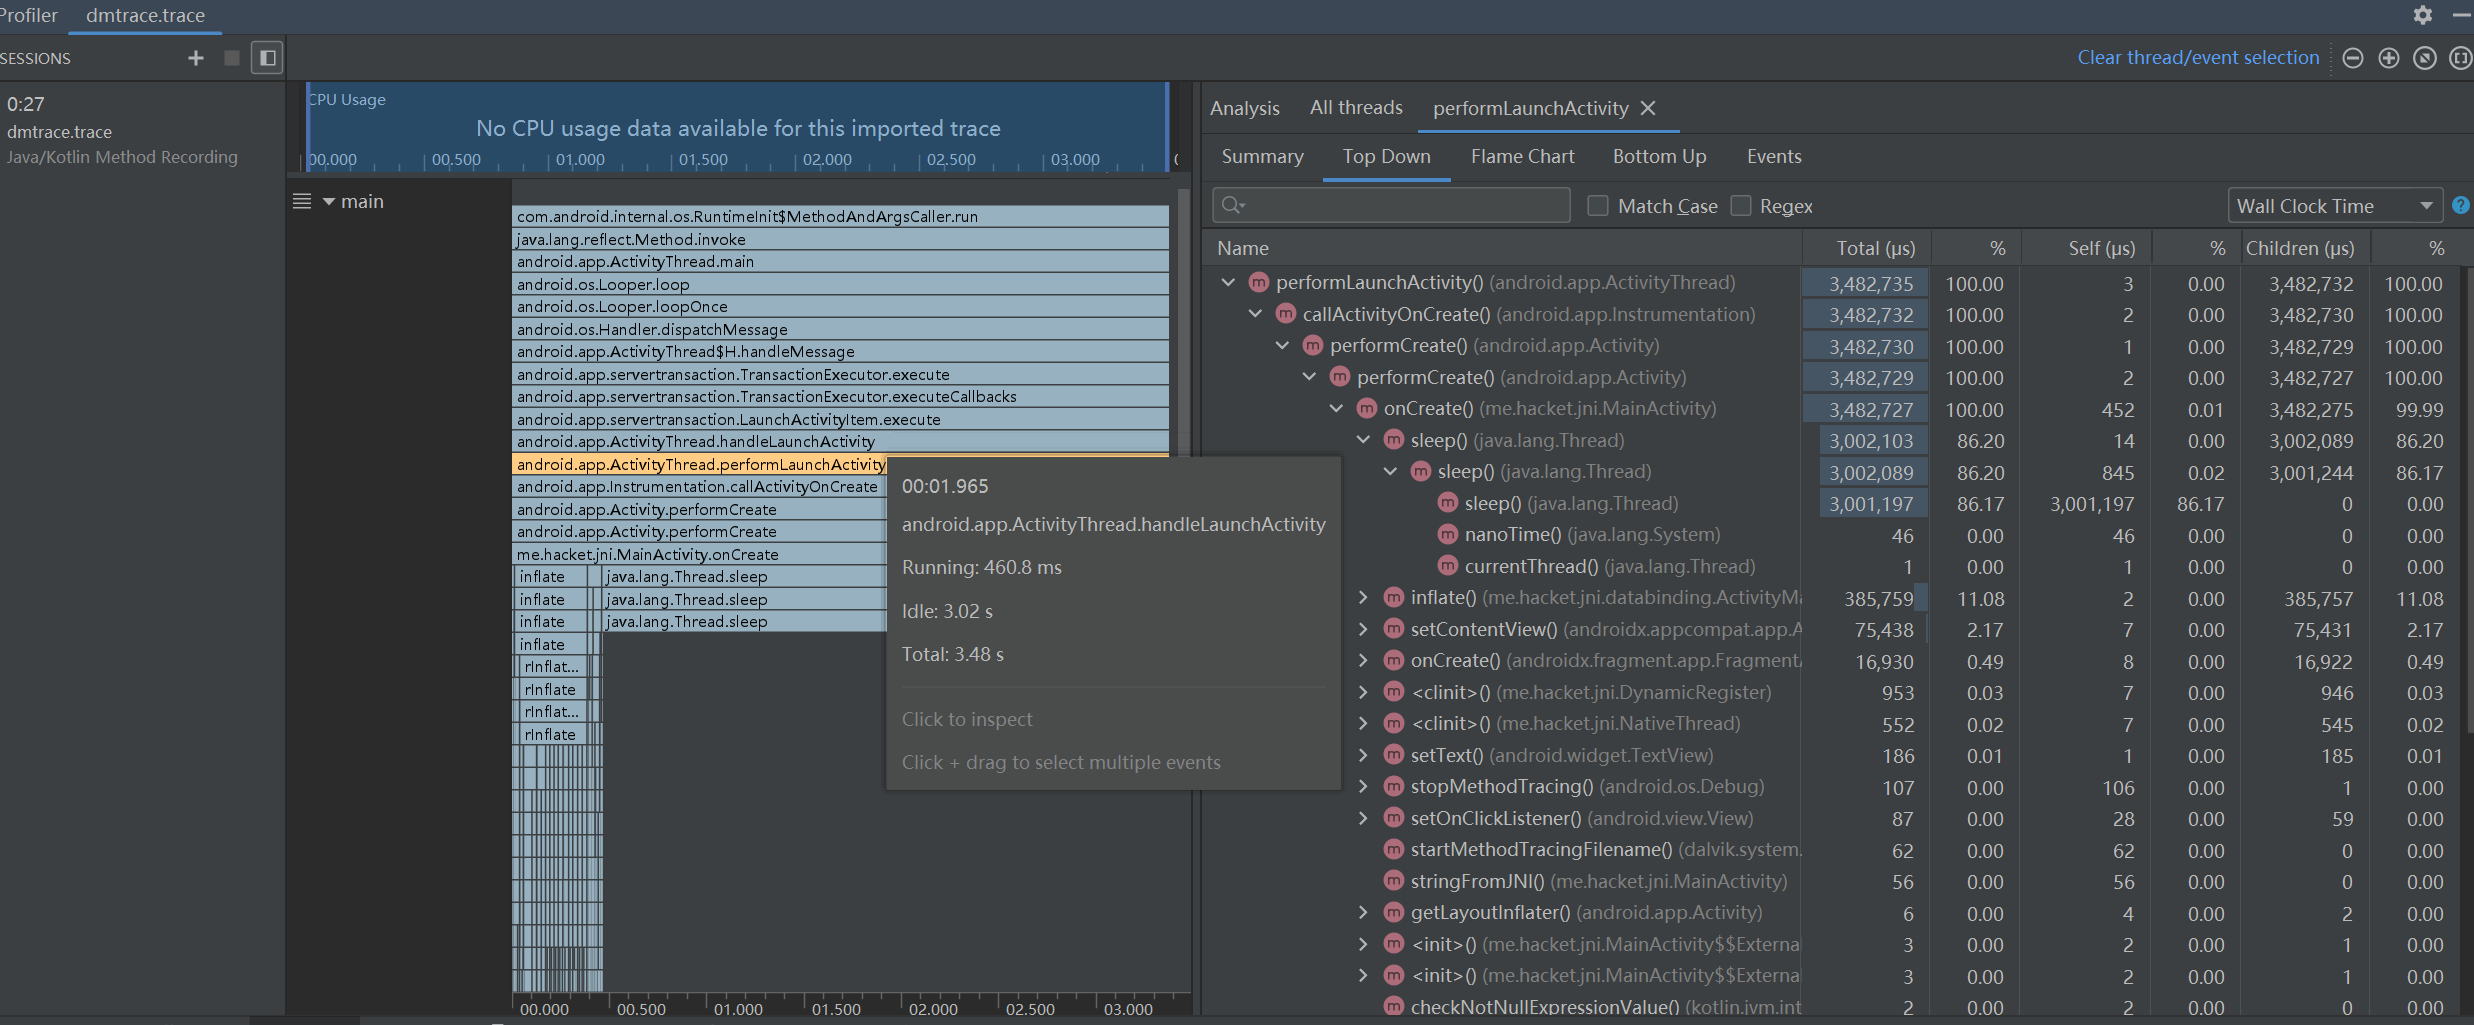 Profiler dmtrace.trace
SESSIONS
Clear thread/event selection
0:27
dmtrace.trace
Java/Kotlin Method Recording
CPU Usage
No CPU usage data available for this imported trace
00.000 00.500 01.000 01.500 02.000 02.500 03.000
main
com.android.internal.os.RuntimeInit$MethodAndArgsCaller.run
java.lang.reflect.Method.invoke
android.app.ActivityThread.main
android.os.Looper.loop
android.os.Looper.loopOnce
android.os.Handler.dispatchMessage
android.app.ActivityThread$H.handleMessage
android.app.servertransaction.TransactionExecutor.execute
android.app.servertransaction.TransactionExecutor.executeCallbacks
android.app.servertransaction.LaunchActivityItem.execute
android.app.ActivityThread.handleLaunchActivity
android.app.ActivityThread.performLaunchActivity
android.app.Instrumentation.callActivityOnCreate
android.app.Activity.performCreate
android.app.Activity.performCreate
me.hacket.jni.MainActivity.onCreate
inflate java.lang.Thread.sleep
inflate java.lang.Thread.sleep
inflate java.lang.Thread.sleep
inflate
rInflat...
rInflate
rInflat...
rInflate
00.000 00.500 01.000 01.500 02.000 02.500 03.000
00:01.965
android.app.ActivityThread.handleLaunchActivity
Running: 460.8 ms
Idle: 3.02 s
Total: 3.48 s
Click to inspect
Click + drag to select multiple events
Analysis All threads performLaunchActivity
Summary Top Down Flame Chart Bottom Up Events
Match Case Regex Wall Clock Time ?
Name Total (μs) % Self (μs) % Children (μs) %
m performLaunchActivity() (android.app.ActivityThread) 3,482,735 100.00 3 0.00 3,482,732 100.00
m callActivityOnCreate() (android.app.Instrumentation) 3,482,732 100.00 2 0.00 3,482,730 100.00
m performCreate() (android.app.Activity) 3,482,730 100.00 1 0.00 3,482,729 100.00
m performCreate() (android.app.Activity) 3,482,729 100.00 2 0.00 3,482,727 100.00
m onCreate() (me.hacket.jni.MainActivity) 3,482,727 100.00 452 0.01 3,482,275 99.99
m sleep() (java.lang.Thread) 3,002,103 86.20 14 0.00 3,002,089 86.20
m sleep() (java.lang.Thread) 3,002,089 86.20 845 0.02 3,001,244 86.17
m sleep() (java.lang.Thread) 3,001,197 86.17 3,001,197 86.17 0 0.00
m nanoTime() (java.lang.System) 46 0.00 46 0.00 0 0.00
m currentThread() (java.lang.Thread) 1 0.00 1 0.00 0 0.00
m inflate() (me.hacket.jni.databinding.ActivityMa 385,759 11.08 2 0.00 385,757 11.08
m setContentView() (androidx.appcompat.app.A 75,438 2.17 7 0.00 75,431 2.17
m onCreate() (androidx.fragment.app.FragmentA 16,930 0.49 8 0.00 16,922 0.49
m <clinit>() (me.hacket.jni.DynamicRegister) 953 0.03 7 0.00 946 0.03
m <clinit>() (me.hacket.jni.NativeThread) 552 0.02 7 0.00 545 0.02
m setText() (android.widget.TextView) 186 0.01 1 0.00 185 0.01
m stopMethodTracing() (android.os.Debug) 107 0.00 106 0.00 1 0.00
m setOnClickListener() (android.view.View) 87 0.00 28 0.00 59 0.00
m startMethodTracingFilename() (dalvik.system. 62 0.00 62 0.00 0 0.00
m stringFromJNI() (me.hacket.jni.MainActivity) 56 0.00 56 0.00 0 0.00
m getLayoutInflater() (android.app.Activity) 6 0.00 4 0.00 2 0.00
m <init>() (me.hacket.jni.MainActivity$$Externa 3 0.00 2 0.00 1 0.00
m <init>() (me.hacket.jni.MainActivity$$Externa 3 0.00 2 0.00 1 0.00
m checkNotNullExpressionValue() (kotlin.jvm.int 2 0.00 2 0.00 0 0.00